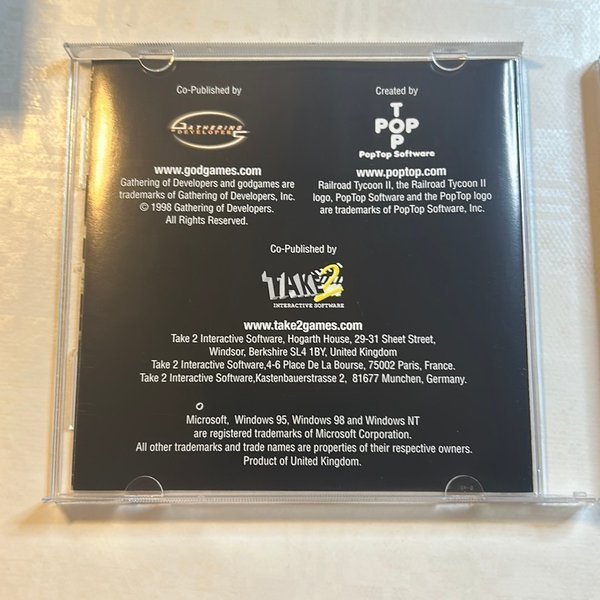 Co-Published by
GATHERING
DEVELOPERS
www.godgames.com
Gathering of Developers and godgames are
trademarks of Gathering of Developers, Inc.
© 1998 Gathering of Developers.
All Rights Reserved.
Created by
TOP
POP
PopTop Software
www.poptop.com
Railroad Tycoon II, the Railroad Tycoon II
logo, PopTop Software and the PopTop logo
are trademarks of PopTop Software, Inc.
Co-Published by
TAKE 2
INTERACTIVE SOFTWARE
www.take2games.com
Take 2 Interactive Software, Hogarth House, 29-31 Sheet Street,
Windsor, Berkshire SL4 1BY, United Kingdom
Take 2 Interactive Software,4-6 Place De La Bourse, 75002 Paris, France.
Take 2 Interactive Software,Kastenbauerstrasse 2, 81677 Munchen, Germany.
Microsoft, Windows 95, Windows 98 and Windows NT
are registered trademarks of Microsoft Corporation.
All other trademarks and trade names are properties of their respective owners.
Product of United Kingdom.